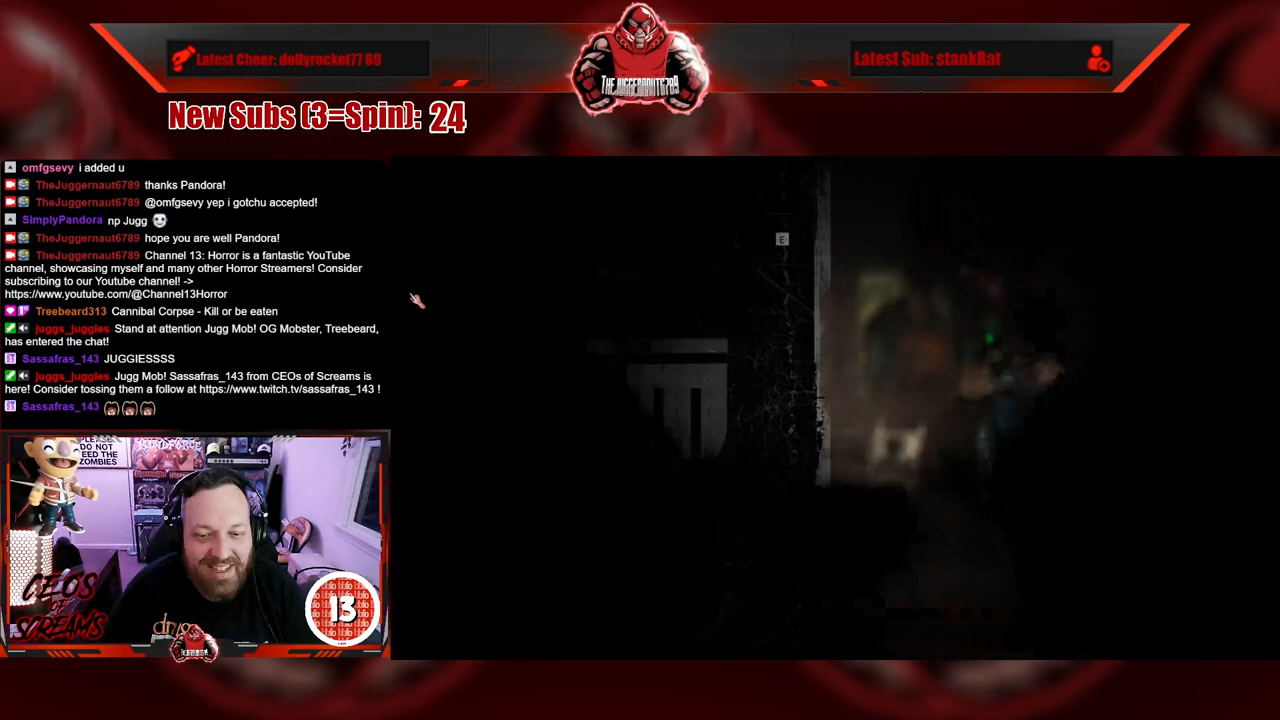 Latest Cheer: dollyrocket77 69
THEJUGGERNAUT6789
Latest Sub: stankRat
New Subs (3=Spin): 24
omfgsevy i added u
TheJuggernaut6789 thanks Pandora!
TheJuggernaut6789 @omfgsevy yep i gotchu accepted!
SimplyPandora np Jugg
TheJuggernaut6789 hope you are well Pandora!
TheJuggernaut6789 Channel 13: Horror is a fantastic YouTube
channel, showcasing myself and many other Horror Streamers! Consider
subscribing to our Youtube channel! ->
https://www.youtube.com/@Channel13Horror
Treebeard313 Cannibal Corpse - Kill or be eaten
juggs_juggles Stand at attention Jugg Mob! OG Mobster, Treebeard,
has entered the chat!
Sassafras_143 JUGGIESSSS
juggs_juggles Jugg Mob! Sassafras_143 from CEOs of Screams is
here! Consider tossing them a follow at https://www.twitch.tv/sassafras_143 !
Sassafras_143
E
DO NOT
FEED THE
ZOMBIES
CEOS
OF
SCREAMS
13